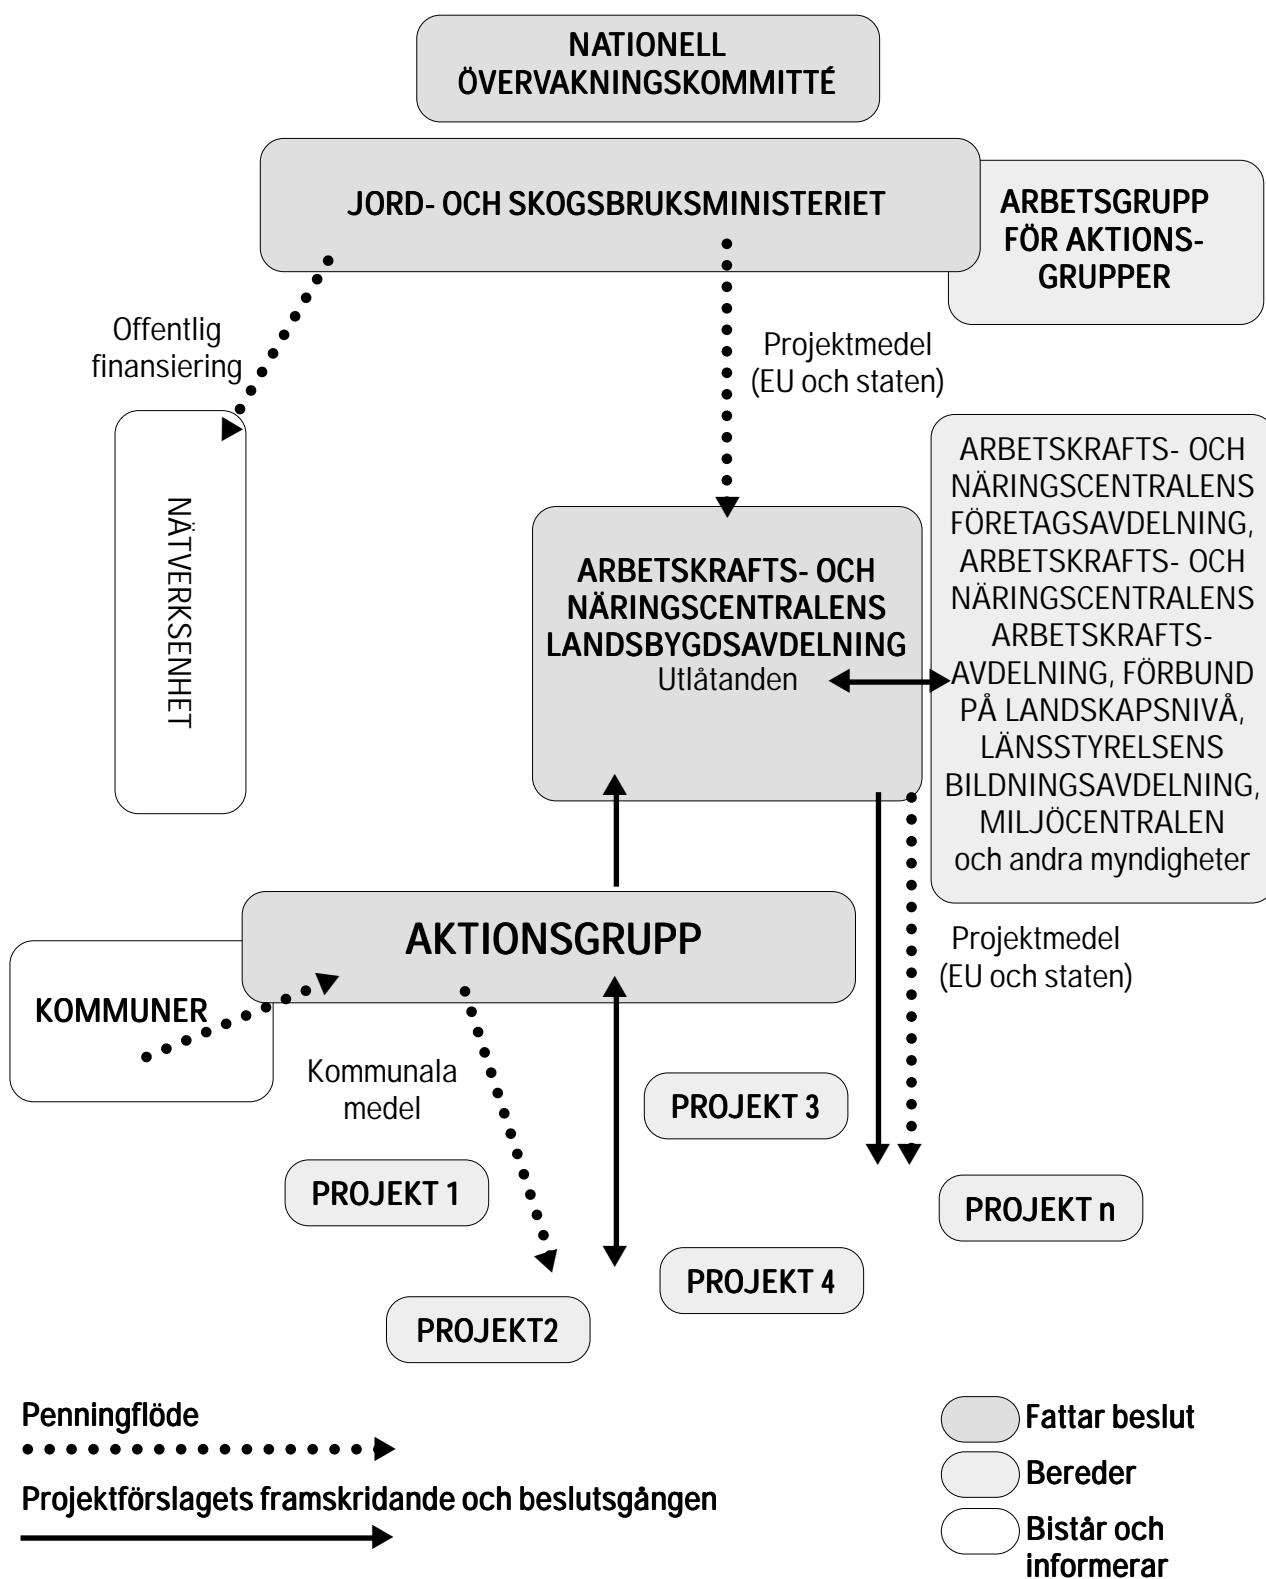 NATIONELL
ÖVERVAKNINGSKOMMITTÉ
JORD- OCH SKOGSBRUKSMINISTERIET
ARBETSGRUPP
FÖR AKTIONS-
GRUPPER
Offentlig
finansiering
Projektmedel
(EU och staten)
NÄTVERKSENHET
ARBETSKRAFTS- OCH
NÄRINGSCENTRALENS
LANDSBYGDSAVDELNING
Utlåtanden
ARBETSKRAFTS- OCH
NÄRINGSCENTRALENS
FÖRETAGSAVDELNING,
ARBETSKRAFTS- OCH
NÄRINGSCENTRALENS
ARBETSKRAFTS-
AVDELNING, FÖRBUND
PÅ LANDSKAPSNIVÅ,
LÄNSSTYRELSENS
BILDNINGSAVDELNING,
MILJÖCENTRALEN
och andra myndigheter
AKTIONSGRUPP
Projektmedel
(EU och staten)
KOMMUNER
Kommunala
medel
PROJEKT 3
PROJEKT 1
PROJEKT n
PROJEKT 4
PROJEKT2
Penningflöde
Projektförslagets framskridande och beslutsgången
Fattar beslut
Bereder
Bistår och
informerar